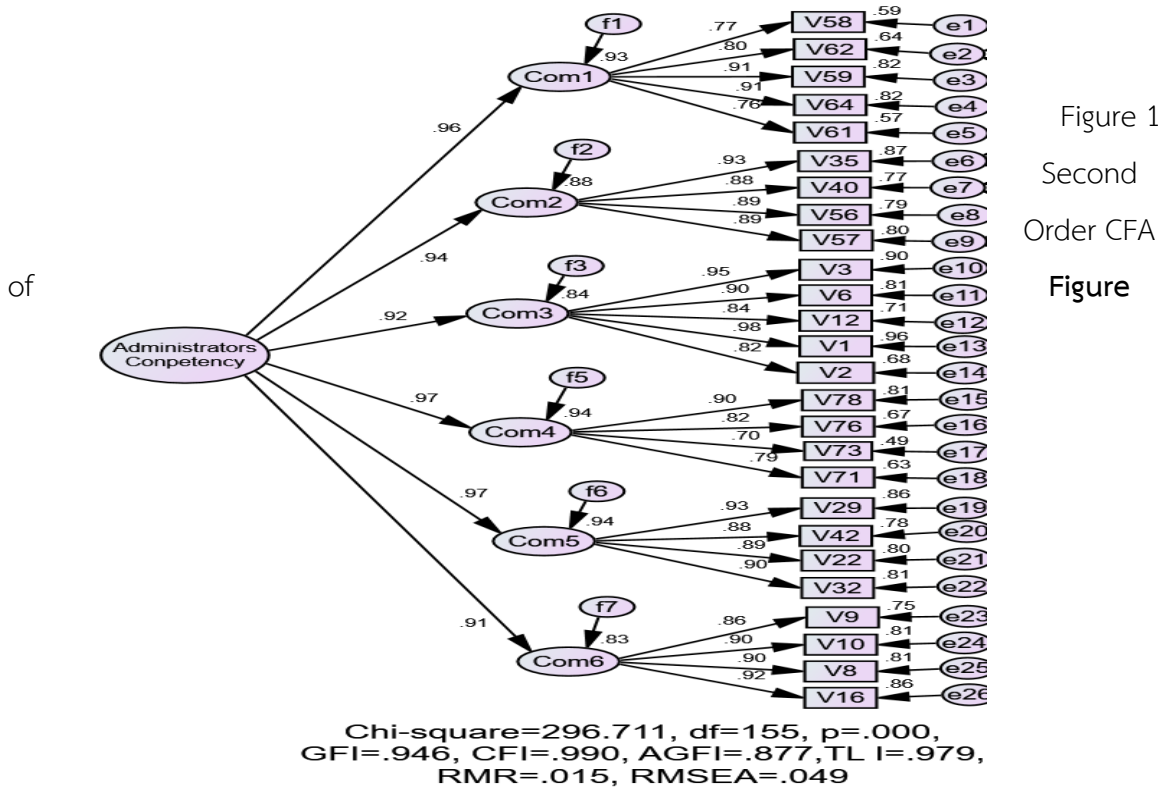 f1
.93
Com1
.96
.77
.80
.91
.91
.76
V58
.59
e1
V62
.64
e2
V59
.82
e3
V64
.82
e4
V61
.57
e5
f2
.88
Com2
.94
.93
.88
.89
.89
V35
.87
e6
V40
.77
e7
V56
.79
e8
V57
.80
e9
f3
.84
Com3
.92
.95
.90
.84
.98
.82
V3
.90
e10
V6
.81
e11
V12
.71
e12
V1
.96
e13
V2
.68
e14
Administrators
Conpetency
f5
.94
Com4
.97
.90
.82
.70
.79
V78
.81
e15
V76
.67
e16
V73
.49
e17
V71
.63
e18
f6
.94
Com5
.97
.93
.88
.89
.90
V29
.86
e19
V42
.78
e20
V22
.80
e21
V32
.81
e22
f7
.83
Com6
.91
.86
.90
.90
.92
V9
.75
e23
V10
.81
e24
V8
.81
e25
V16
.86
e26
Chi-square=296.711, df=155, p=.000,
GFI=.946, CFI=.990, AGFI=.877,TL I=.979,
RMR=.015, RMSEA=.049
Figure 1
Second
Order CFA
of
Figure